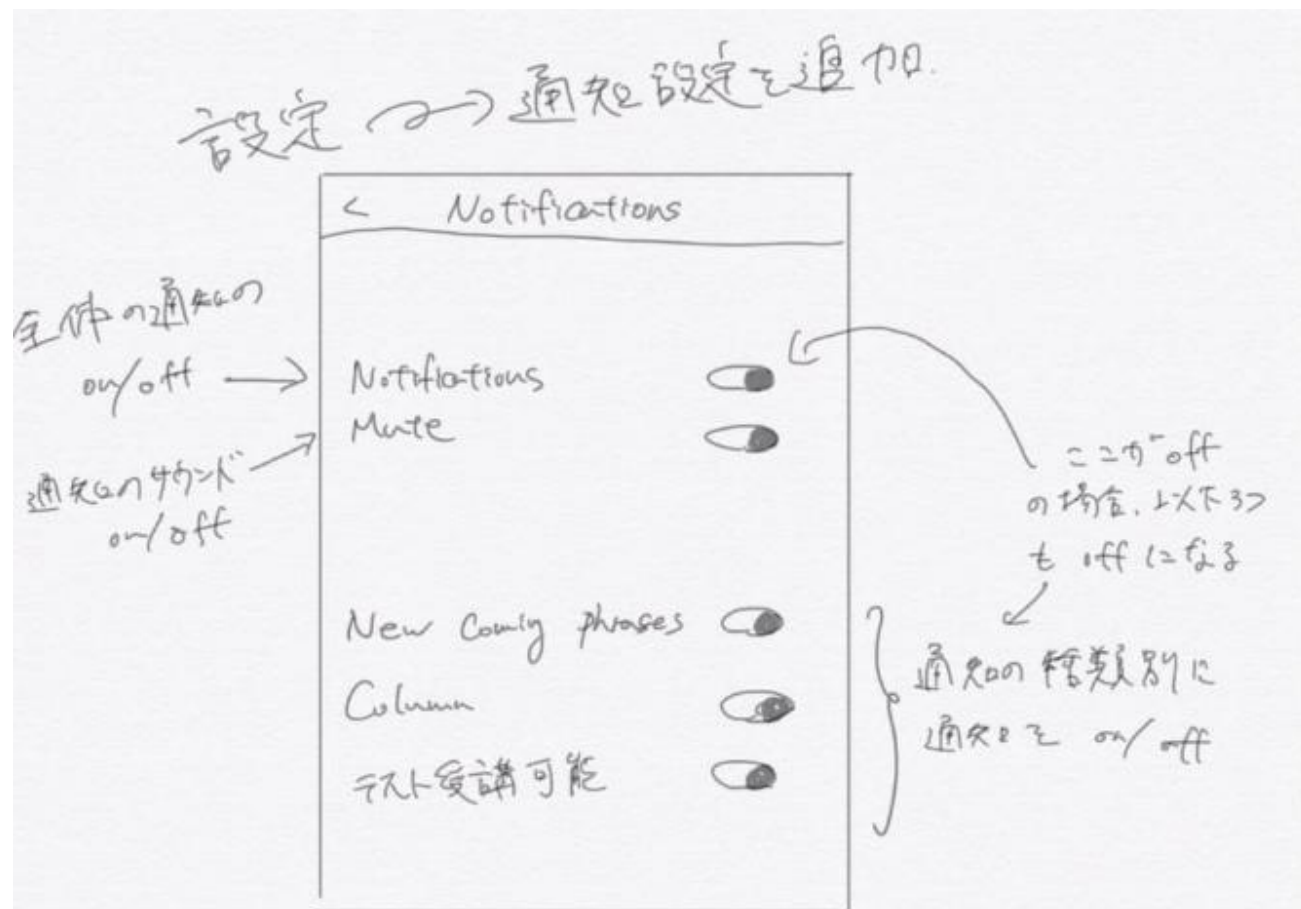 設定 → 通知設定を追加.
< Notifications
全体の通知の
on/off →
Notifications
Mute
通知のサウンド
on/off
ここがoff
の場合、以下3つ
も offになる
New Coming phrases
Column
テスト受講可能
通知の種類別に
通知を on/off